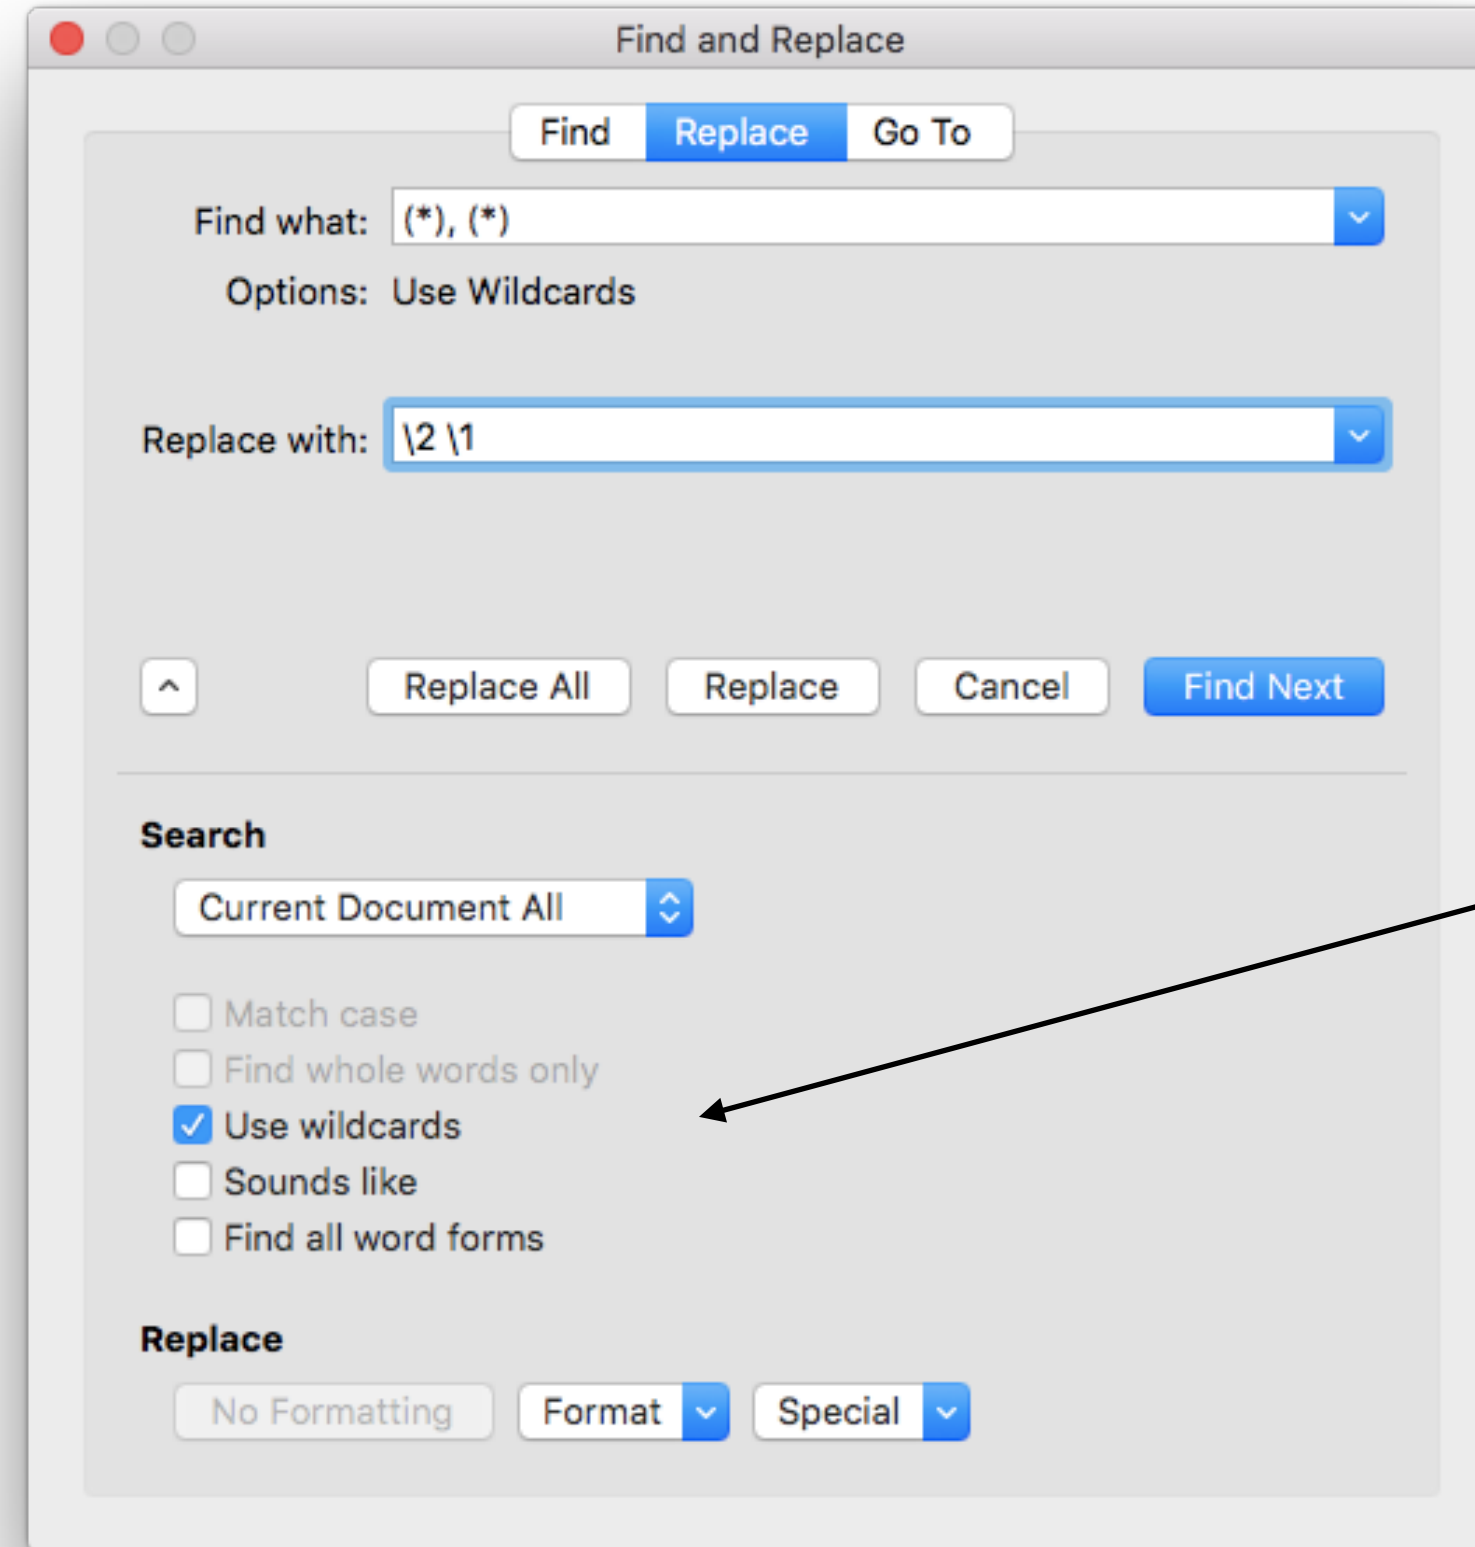 Find and Replace
Find Replace Go To
Find what: (*), (*)
Options: Use Wildcards
Replace with: \2 \1
Replace All Replace Cancel Find Next
Search
Current Document All
Match case
Find whole words only
Use wildcards
Sounds like
Find all word forms
Replace
No Formatting Format Special